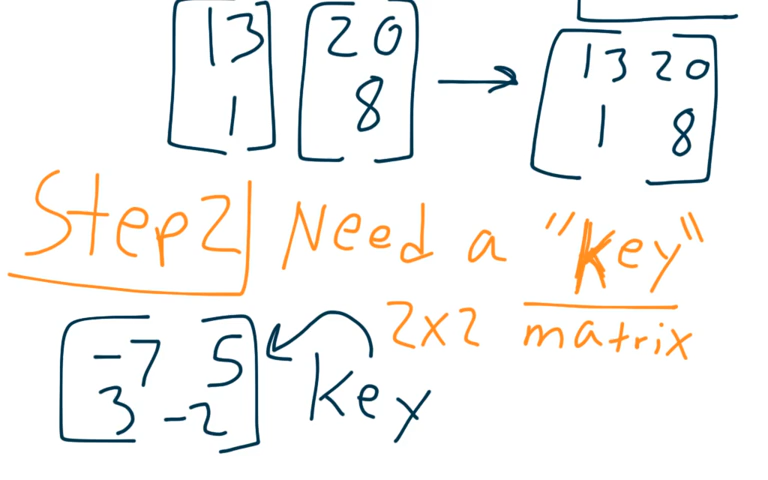 13 20 → 13 20
1 8 1 8
Step2 Need a "Key"
2x2 matrix
-7 5
3 -2 Key